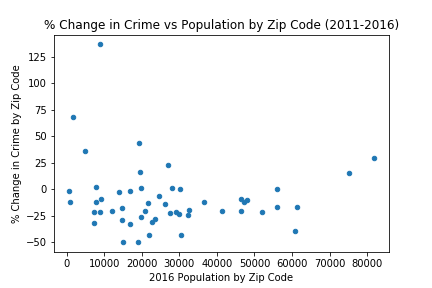 % Change in Crime vs Population by Zip Code (2011-2016)
% Change in Crime by Zip Code
125
100
75
50
25
0
−25
−50
0 10000 20000 30000 40000 50000 60000 70000 80000
2016 Population by Zip Code